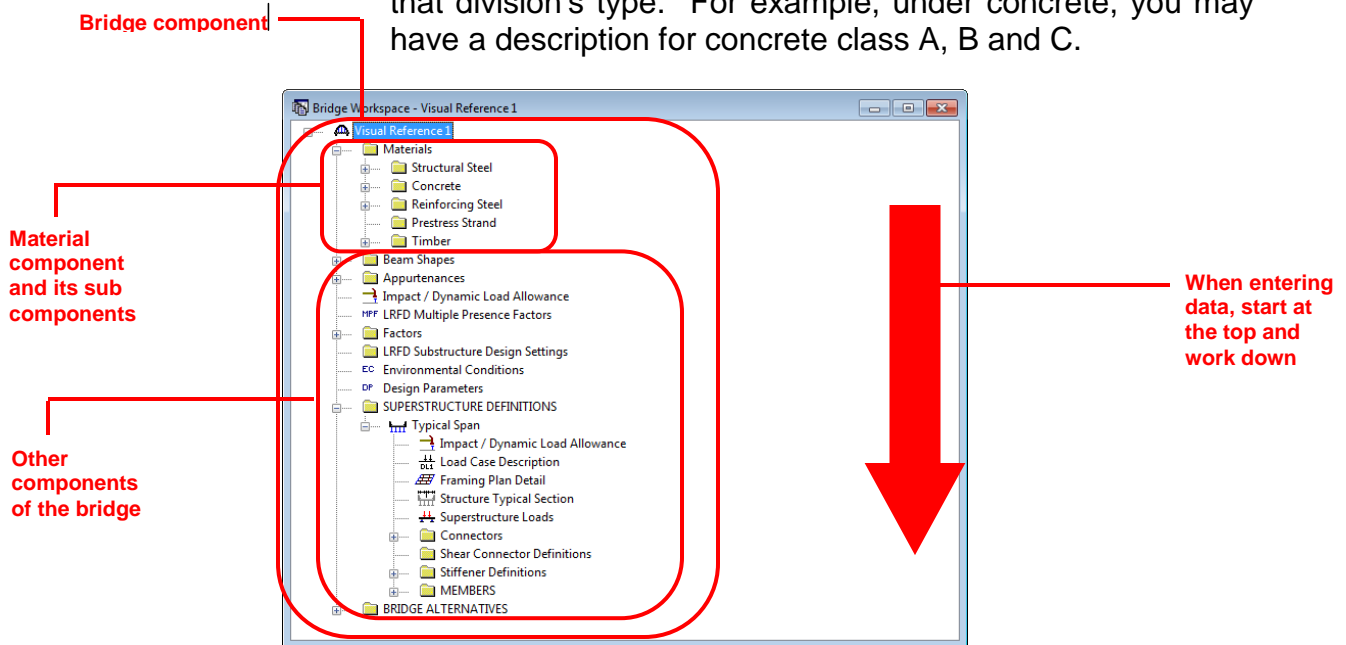 that division's type. For example, under concrete, you may
have a description for concrete class A, B and C.
Bridge component
Bridge Workspace - Visual Reference 1
Visual Reference 1
Materials
Structural Steel
Concrete
Reinforcing Steel
Prestress Strand
Timber
Beam Shapes
Appurtenances
Impact / Dynamic Load Allowance
MPF LRFD Multiple Presence Factors
Factors
LRFD Substructure Design Settings
EC Environmental Conditions
DP Design Parameters
SUPERSTRUCTURE DEFINITIONS
Typical Span
Impact / Dynamic Load Allowance
DL1 Load Case Description
Framing Plan Detail
Structure Typical Section
Superstructure Loads
Connectors
Shear Connector Definitions
Stiffener Definitions
MEMBERS
BRIDGE ALTERNATIVES
Material
component
and its sub
components
Other
components
of the bridge
When entering
data, start at
the top and
work down